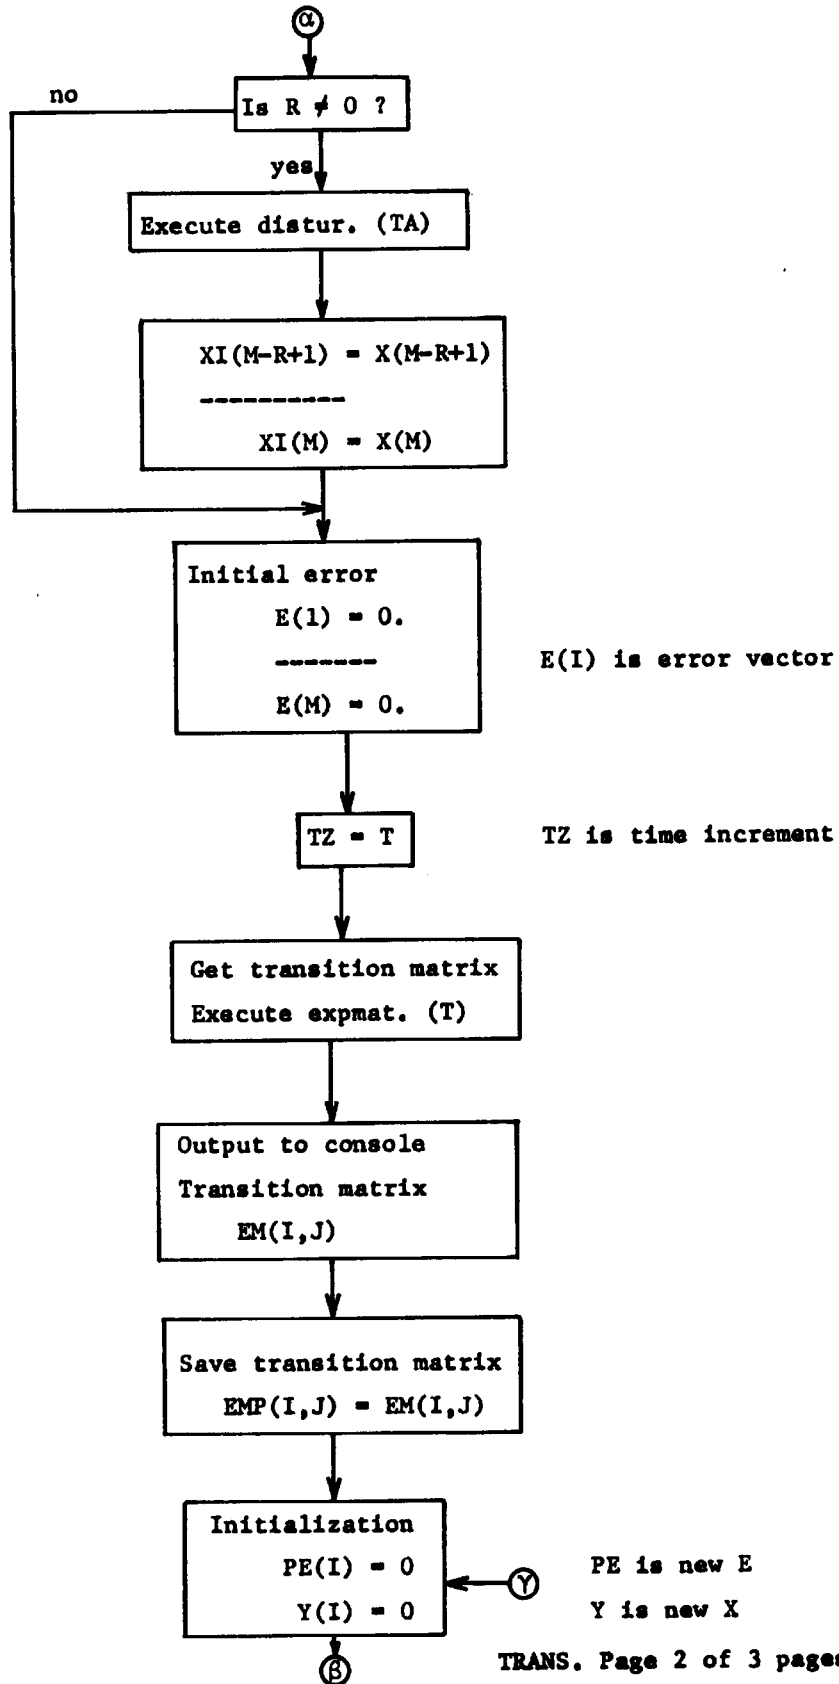 α
no
Is R ≠ 0 ?
yes
Execute distur. (TA)
XI(M-R+1) = X(M-R+1)
----------
XI(M) = X(M)
Initial error
E(1) = 0.
-------
E(M) = 0.
E(I) is error vector
TZ = T
TZ is time increment
Get transition matrix
Execute expmat. (T)
Output to console
Transition matrix
EM(I,J)
Save transition matrix
EMP(I,J) = EM(I,J)
Initialization
PE(I) = 0
Y(I) = 0
γ
PE is new E
Y is new X
β
TRANS. Page 2 of 3 pages